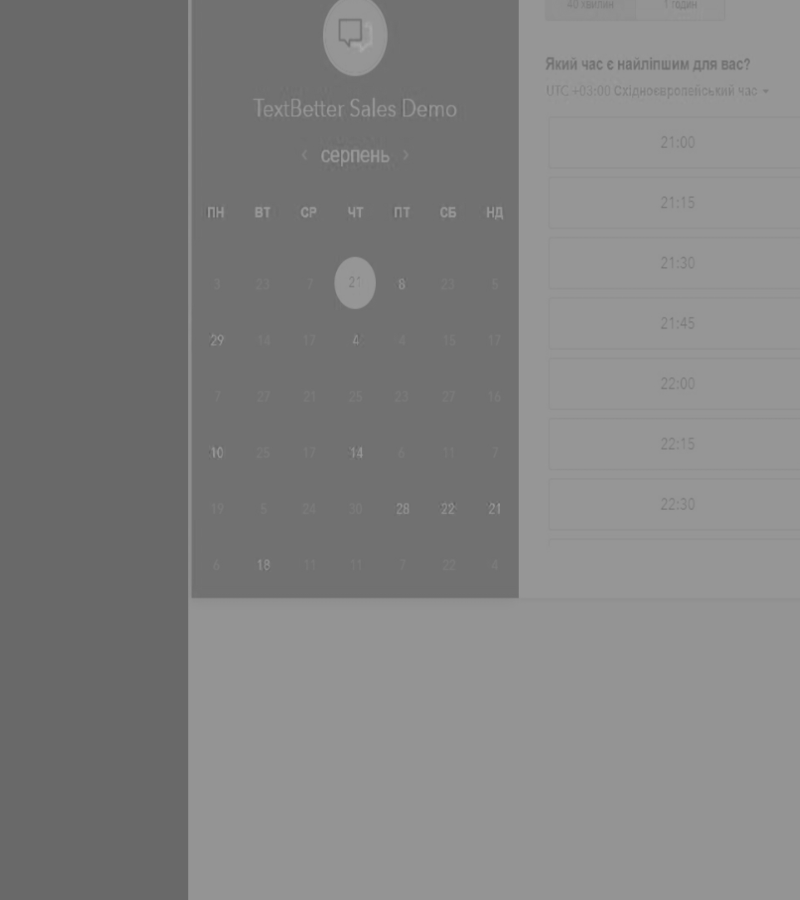 TextBetter Sales Demo
‹ серпень ›
ПН ВТ СР ЧТ ПТ СБ НД
3 23 7 21 8 23 5
29 14 17 4 4 15 17
7 27 21 25 23 27 16
10 25 17 14 6 11 7
19 5 24 30 28 22 21
6 18 11 11 7 22 4
40 хвилин 1 годин
Який час є найліпшим для вас?
UTC +03:00 Східноєвропейський час
21:00
21:15
21:30
21:45
22:00
22:15
22:30